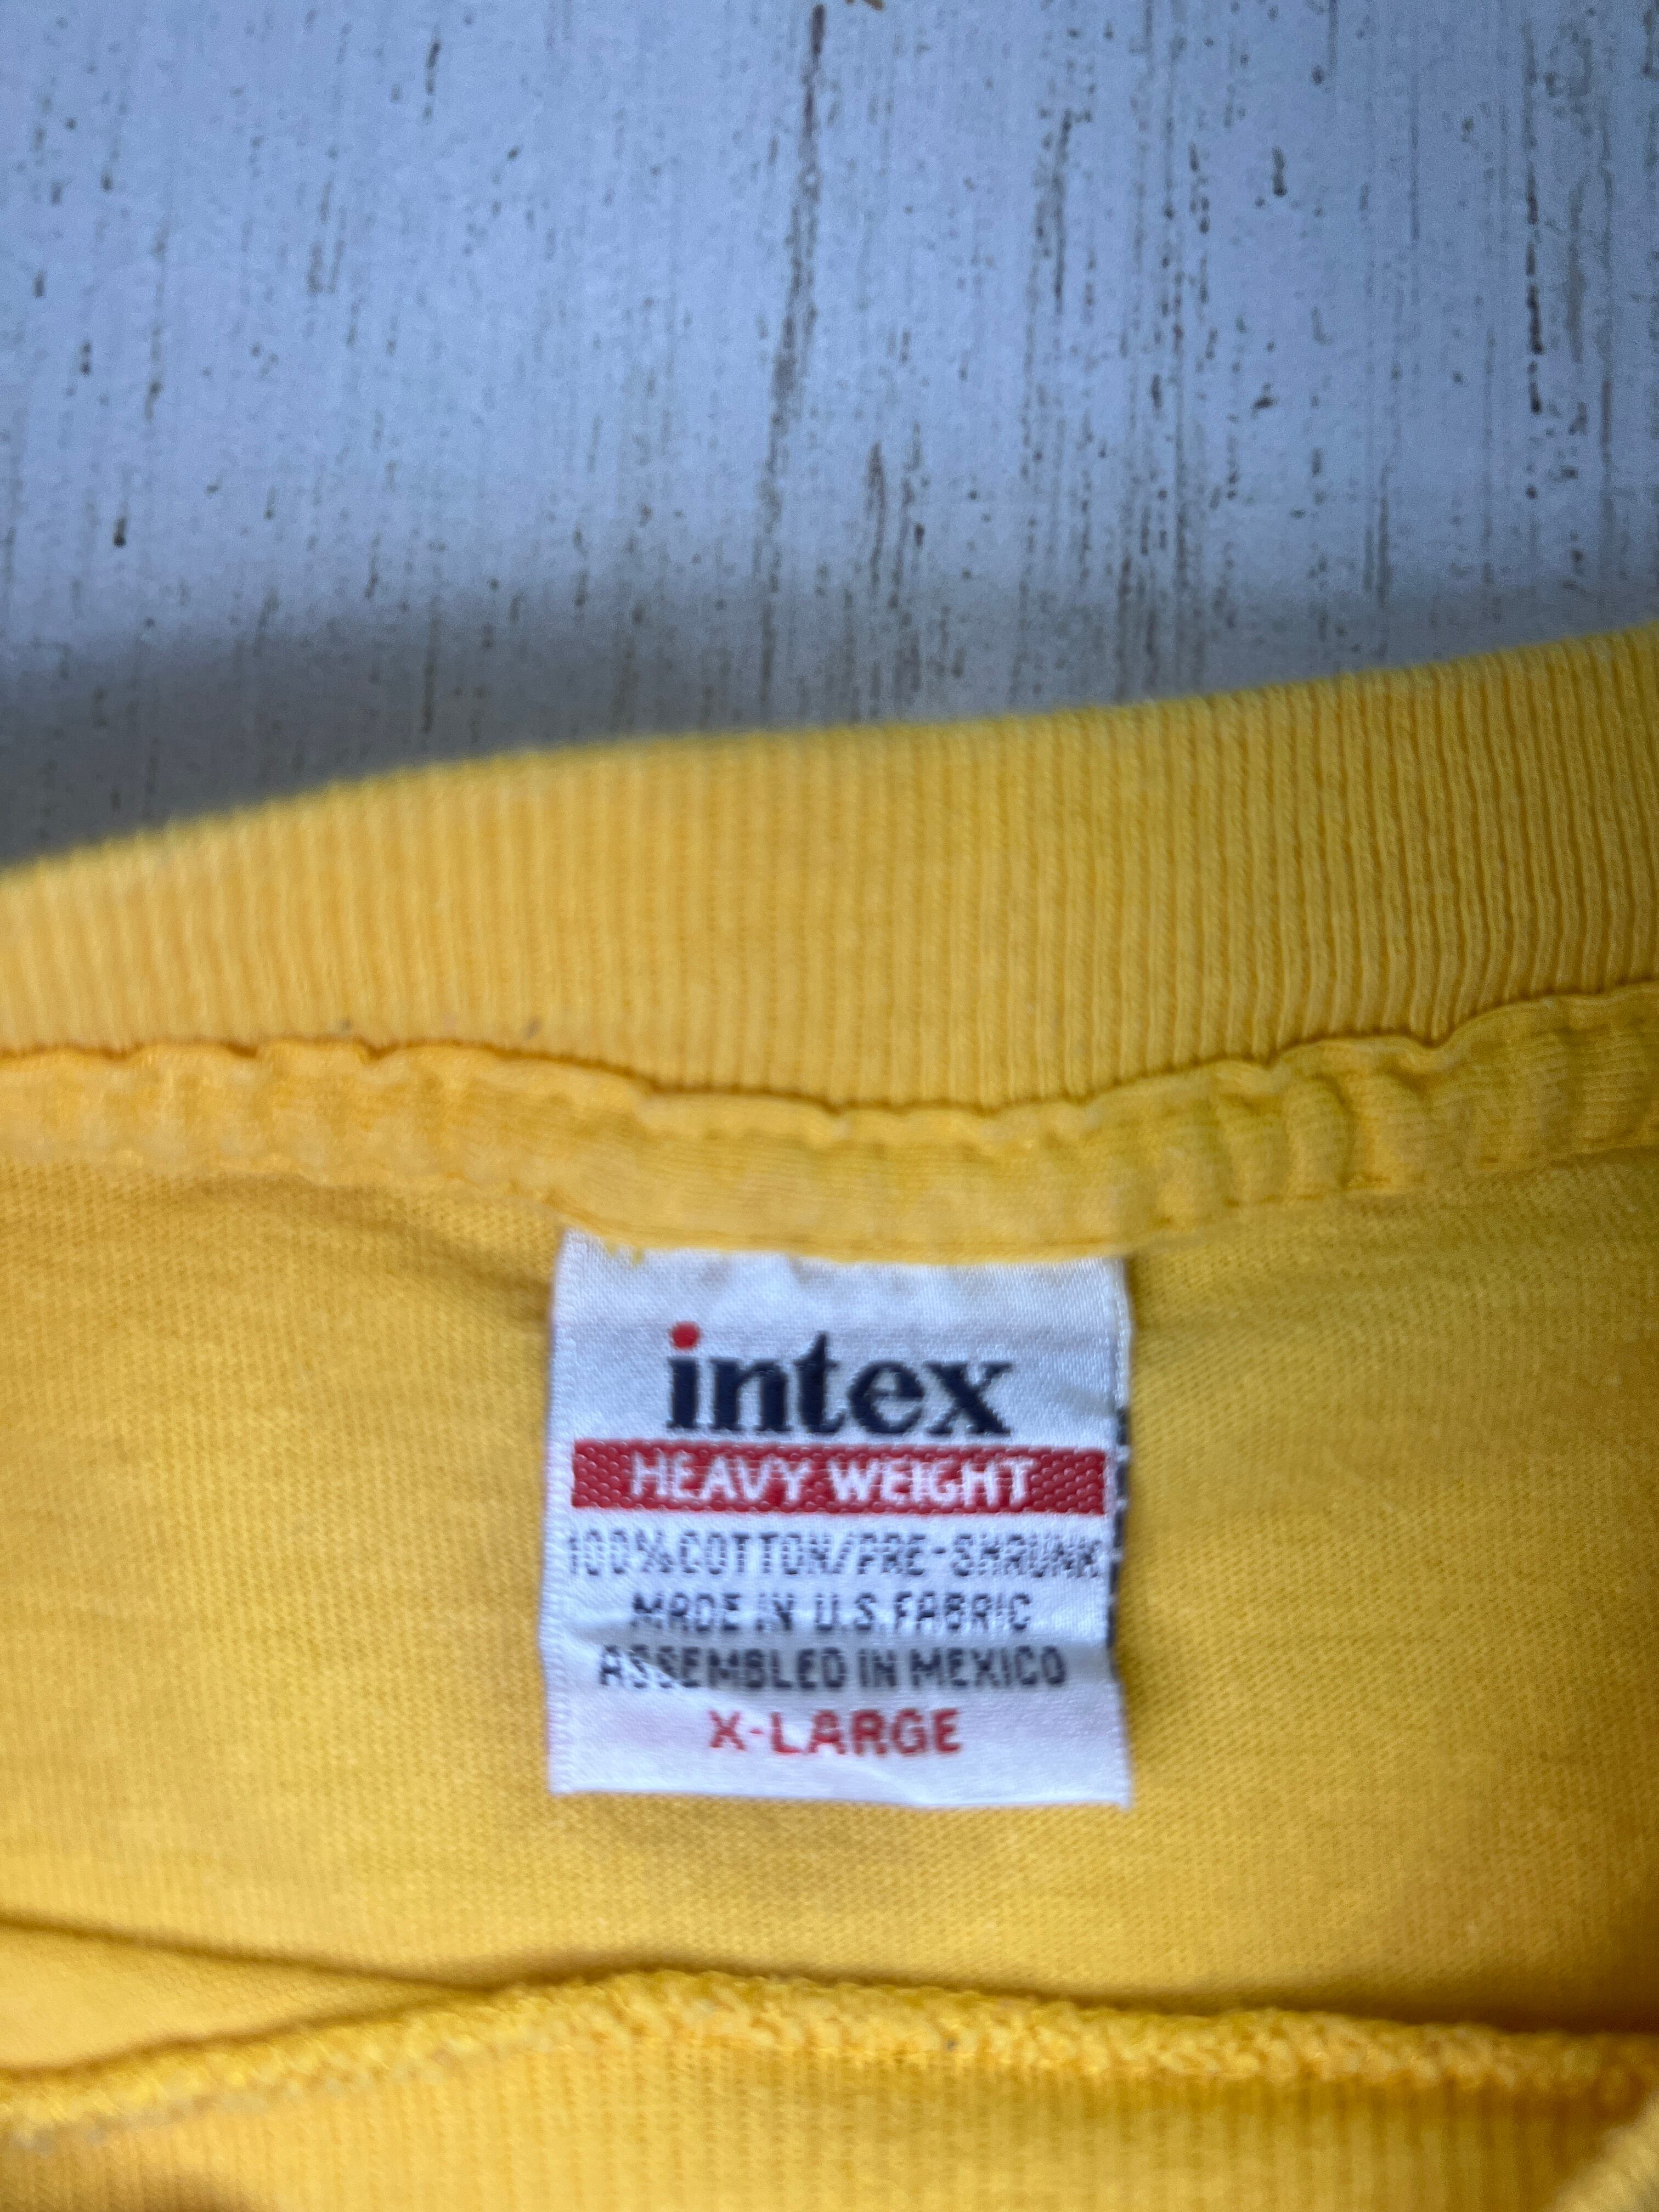 intex
HEAVY WEIGHT
100% COTTON/PRE-SHRUNK
MADE IN U.S. FABRIC
ASSEMBLED IN MEXICO
X-LARGE